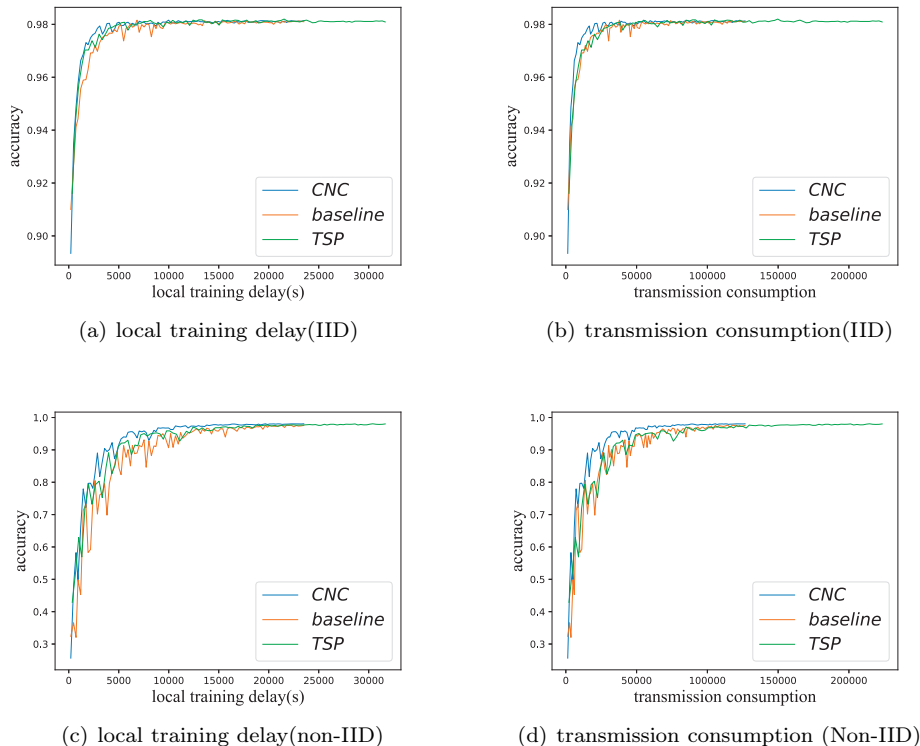 0.98
0.96
0.94
0.92
0.90
accuracy
CNC
baseline
TSP
0 5000 10000 15000 20000 25000 30000
local training delay(s)
(a) local training delay(IID)
0.98
0.96
0.94
0.92
0.90
accuracy
CNC
baseline
TSP
0 50000 100000 150000 200000
transmission consumption
(b) transmission consumption(IID)
1.0
0.9
0.8
0.7
0.6
0.5
0.4
0.3
accuracy
CNC
baseline
TSP
0 5000 10000 15000 20000 25000 30000
local training delay(s)
(c) local training delay(non-IID)
1.0
0.9
0.8
0.7
0.6
0.5
0.4
0.3
accuracy
CNC
baseline
TSP
0 50000 100000 150000 200000
transmission consumption
(d) transmission consumption (Non-IID)